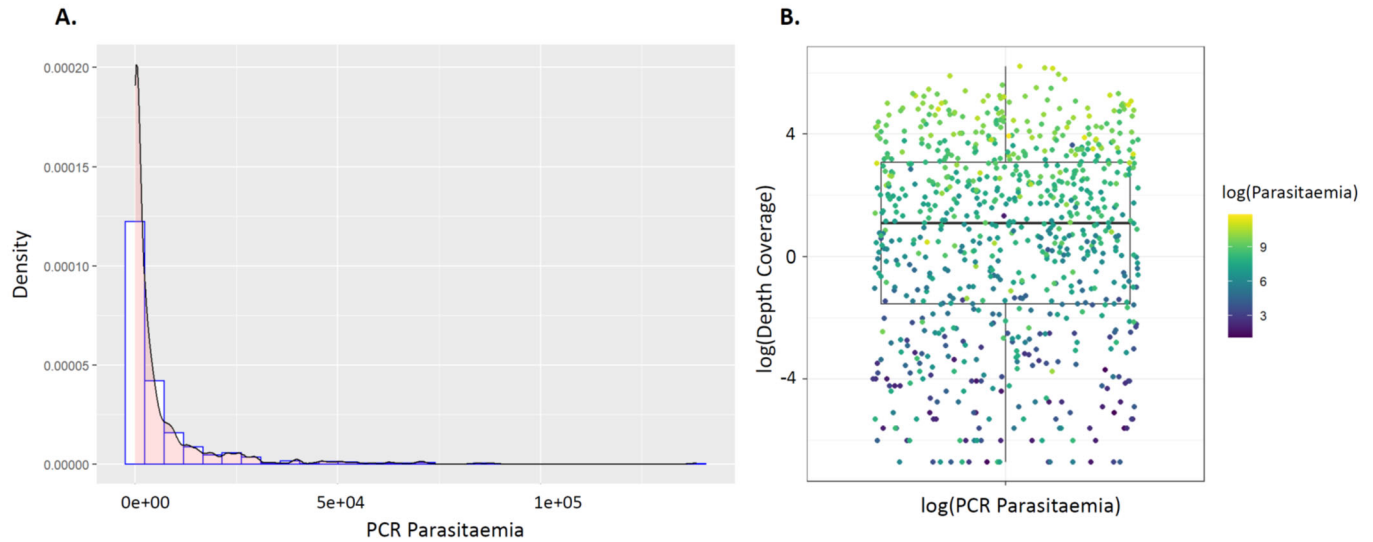 A.
Density
0.00020
0.00015
0.00010
0.00005
0.00000
0e+00 5e+04 1e+05
PCR Parasitaemia
B.
log(Depth Coverage)
4
0
-4
log(PCR Parasitaemia)
log(Parasitaemia)
9
6
3